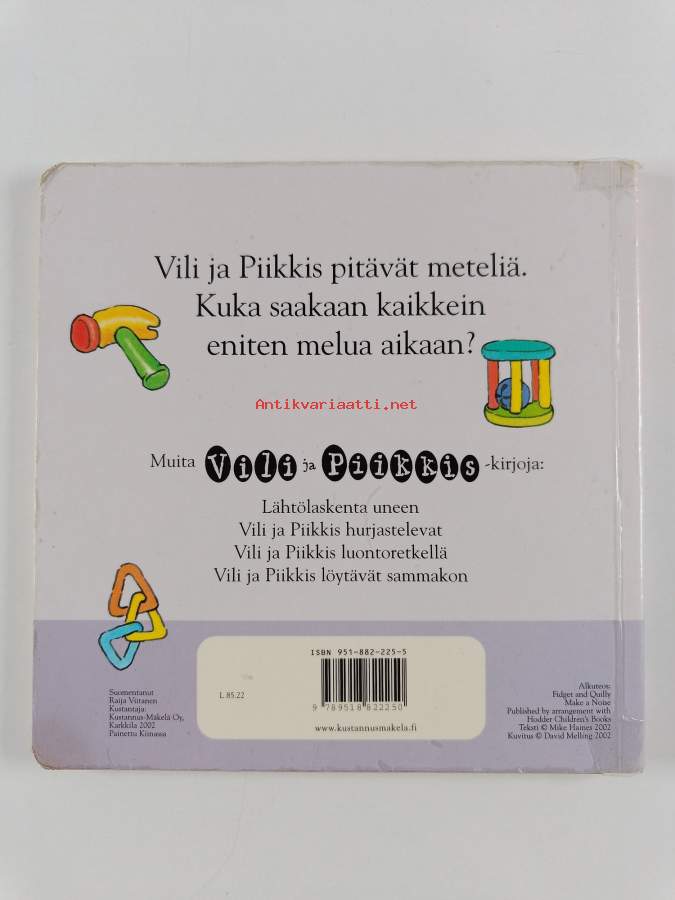 Vili ja Piikkis pitävät meteliä.
Kuka saakaan kaikkein
eniten melua aikaan?
Antikvariaatti.net
Muita Vili ja Piikkis -kirjoja:
Lähtölaskenta uneen
Vili ja Piikkis hurjastelevat
Vili ja Piikkis luontoretkellä
Vili ja Piikkis löytävät sammakon
Suomentanut
Raija Viitanen
Kustantaja:
Kustannus-Mäkelä Oy,
Karkkila 2002
Painettu Kiinassa
L 85.22
ISBN 951-882-225-5
9 789518 822250
www.kustannusmakela.fi
Alkuteos:
Fidget and Quilly
Make a Noise
Published by arrangement with
Hodder Children's Books
Teksti © Mike Haines 2002
Kuvitus © David Melling 2002